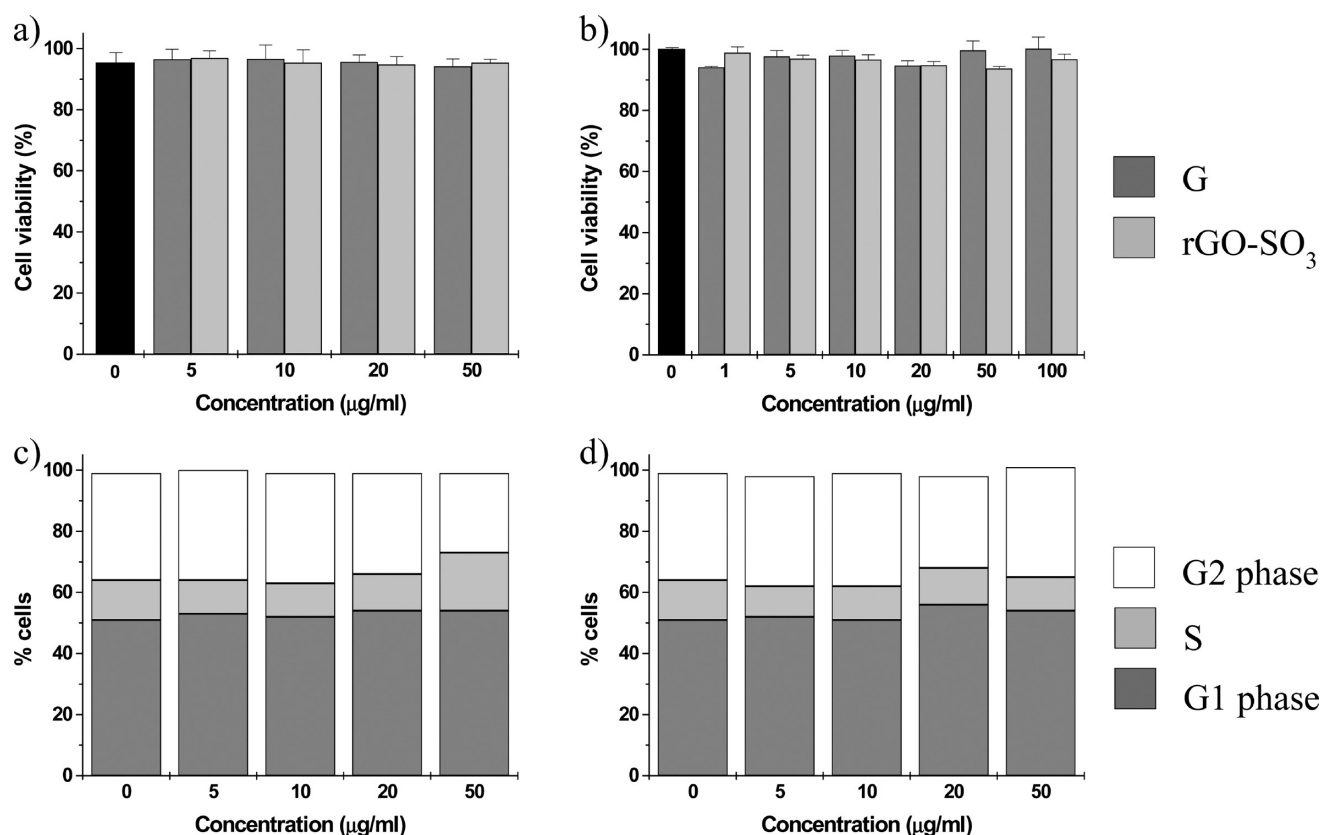 a)
100
80
60
40
20
0
Cell viability (%)
0 5 10 20 50
Concentration (μg/ml)
b)
100
80
60
40
20
0
Cell viability (%)
0 1 5 10 20 50 100
Concentration (μg/ml)
G
rGO-SO₃
c)
100
80
60
40
20
0
% cells
0 5 10 20 50
Concentration (μg/ml)
d)
100
80
60
40
20
0
% cells
0 5 10 20 50
Concentration (μg/ml)
G2 phase
S
G1 phase